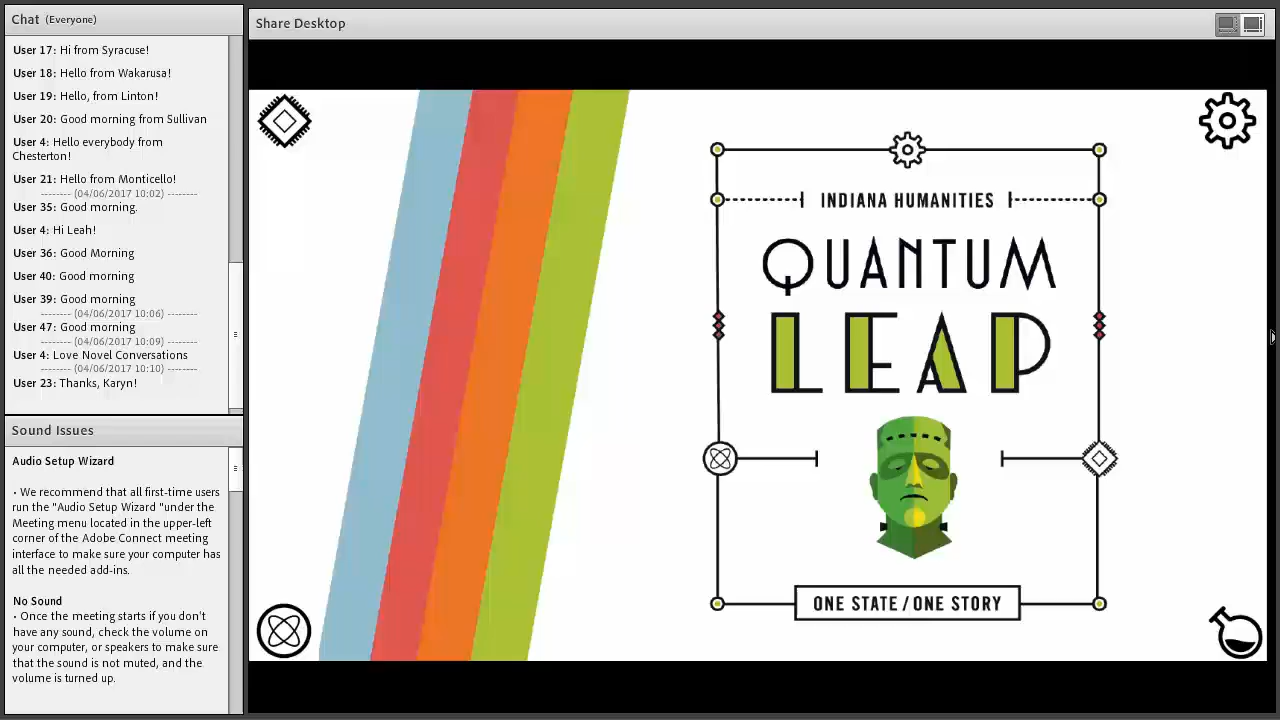 Chat (Everyone)
User 17: Hi from Syracuse!
User 18: Hello from Wakarusa!
User 19: Hello, from Linton!
User 20: Good morning from Sullivan
User 4: Hello everybody from
Chesterton!
User 21: Hello from Monticello!
-------- (04/06/2017 10:02) --------
User 35: Good morning.
User 4: Hi Leah!
User 36: Good Morning
User 40: Good morning
User 39: Good morning
-------- (04/06/2017 10:06) --------
User 47: Good morning
-------- (04/06/2017 10:09) --------
User 4: Love Novel Conversations
-------- (04/06/2017 10:10) --------
User 23: Thanks, Karyn!
Sound Issues
Audio Setup Wizard
• We recommend that all first-time users
run the "Audio Setup Wizard "under the
Meeting menu located in the upper-left
corner of the Adobe Connect meeting
interface to make sure your computer has
all the needed add-ins.
No Sound
• Once the meeting starts if you don't
have any sound, check the volume on
your computer, or speakers to make sure
that the sound is not muted, and the
volume is turned up.
Share Desktop
INDIANA HUMANITIES
QUANTUM
LEAP
ONE STATE / ONE STORY